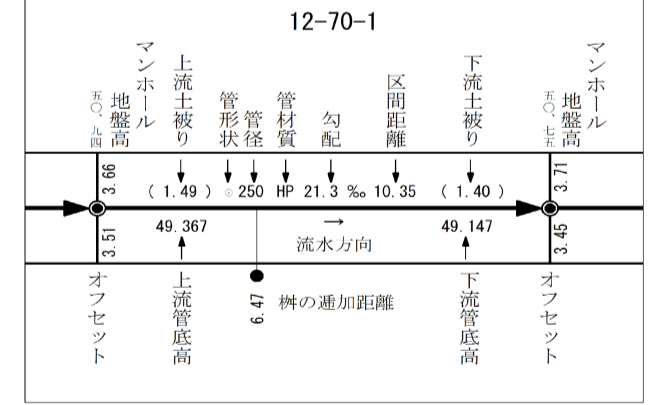 12-70-1
マンホール
地盤高
五〇、九四
上流土被り
管形状
管径
管材質
勾配
区間距離
下流土被り
マンホール
地盤高
五〇、七五
3.66
( 1.49 ) ⊙ 250 HP 21.3 ‰ 10.35 ( 1.40 )
3.71
3.51
49.367
→
流水方向
49.147
3.45
オフセット
上流管底高
6.47
桝の逓加距離
下流管底高
オフセット